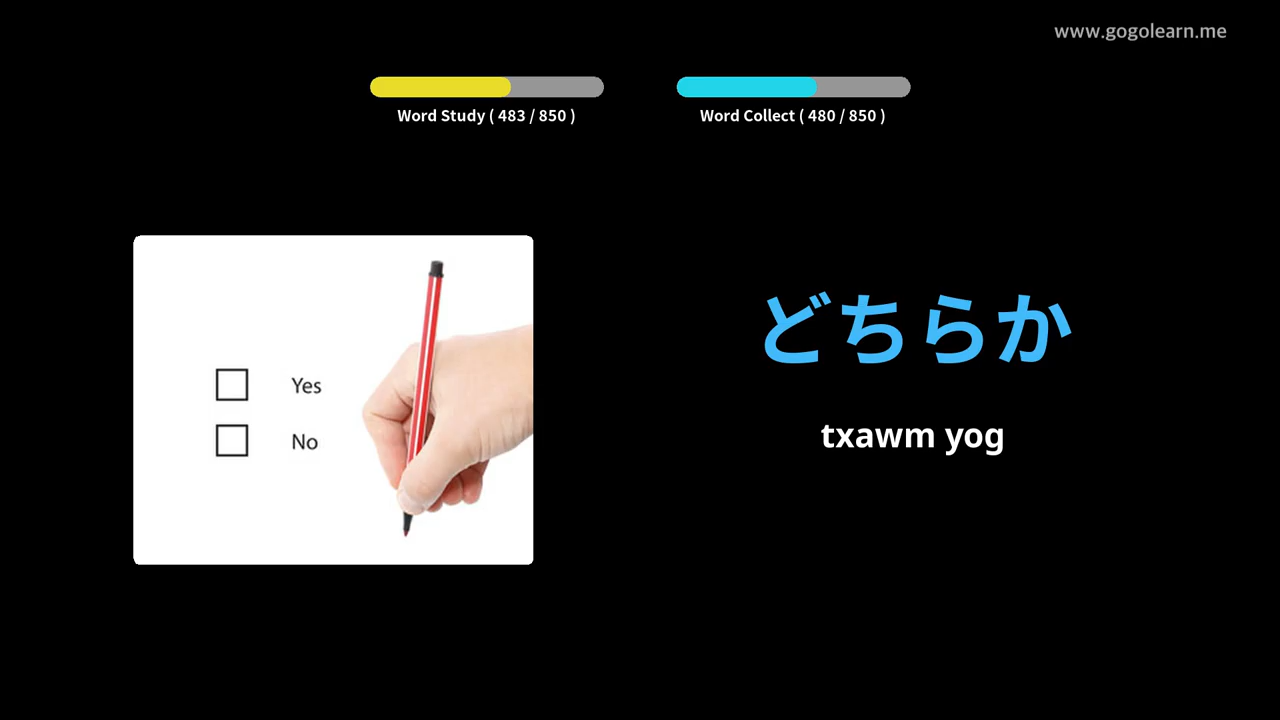 www.gogolearn.me
Word Study ( 483 / 850 )
Word Collect ( 480 / 850 )
Yes
No
どちらか
txawm yog